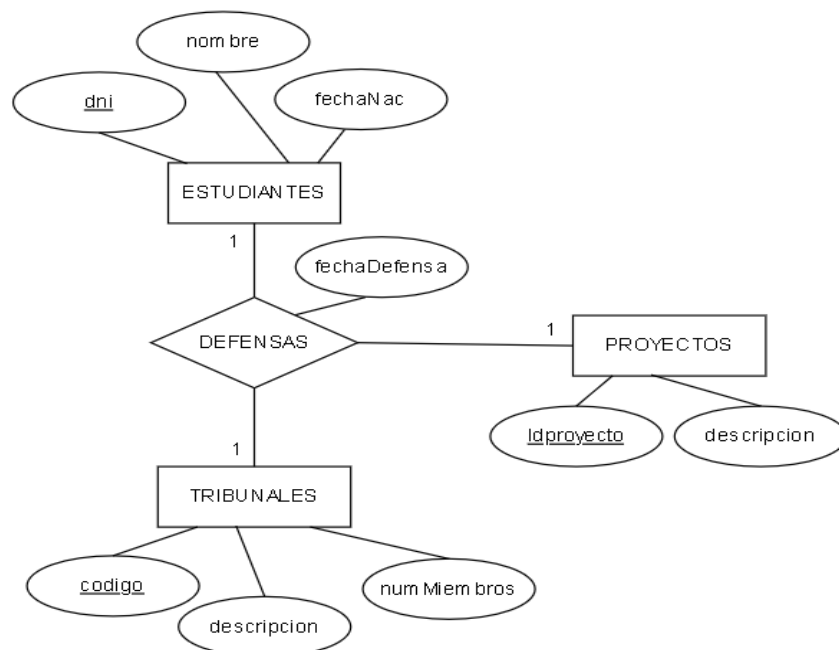 nombre
dni
fechaNac
ESTUDIANTES
1
fechaDefensa
DEFENSAS
1
PROYECTOS
Idproyecto
descripcion
1
TRIBUNALES
codigo
descripcion
numMiembros